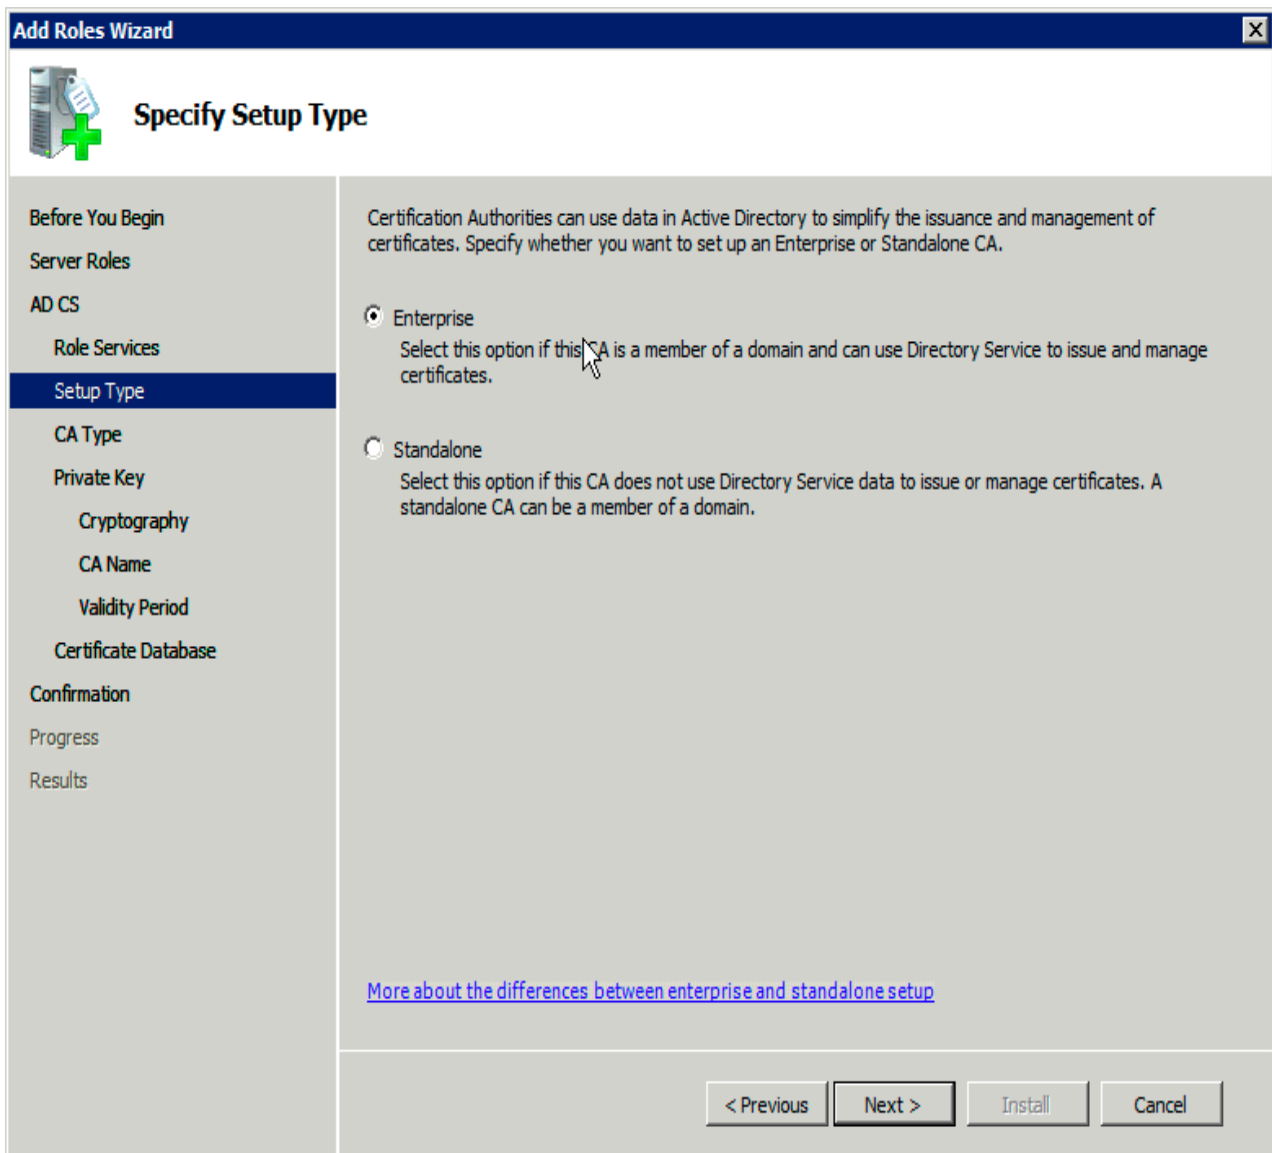 Add Roles Wizard
Specify Setup Type
Before You Begin
Server Roles
AD CS
Role Services
Setup Type
CA Type
Private Key
Cryptography
CA Name
Validity Period
Certificate Database
Confirmation
Progress
Results
Certification Authorities can use data in Active Directory to simplify the issuance and management of
certificates. Specify whether you want to set up an Enterprise or Standalone CA.
Enterprise
Select this option if this CA is a member of a domain and can use Directory Service to issue and manage
certificates.
Standalone
Select this option if this CA does not use Directory Service data to issue or manage certificates. A
standalone CA can be a member of a domain.
More about the differences between enterprise and standalone setup
< Previous
Next >
Install
Cancel